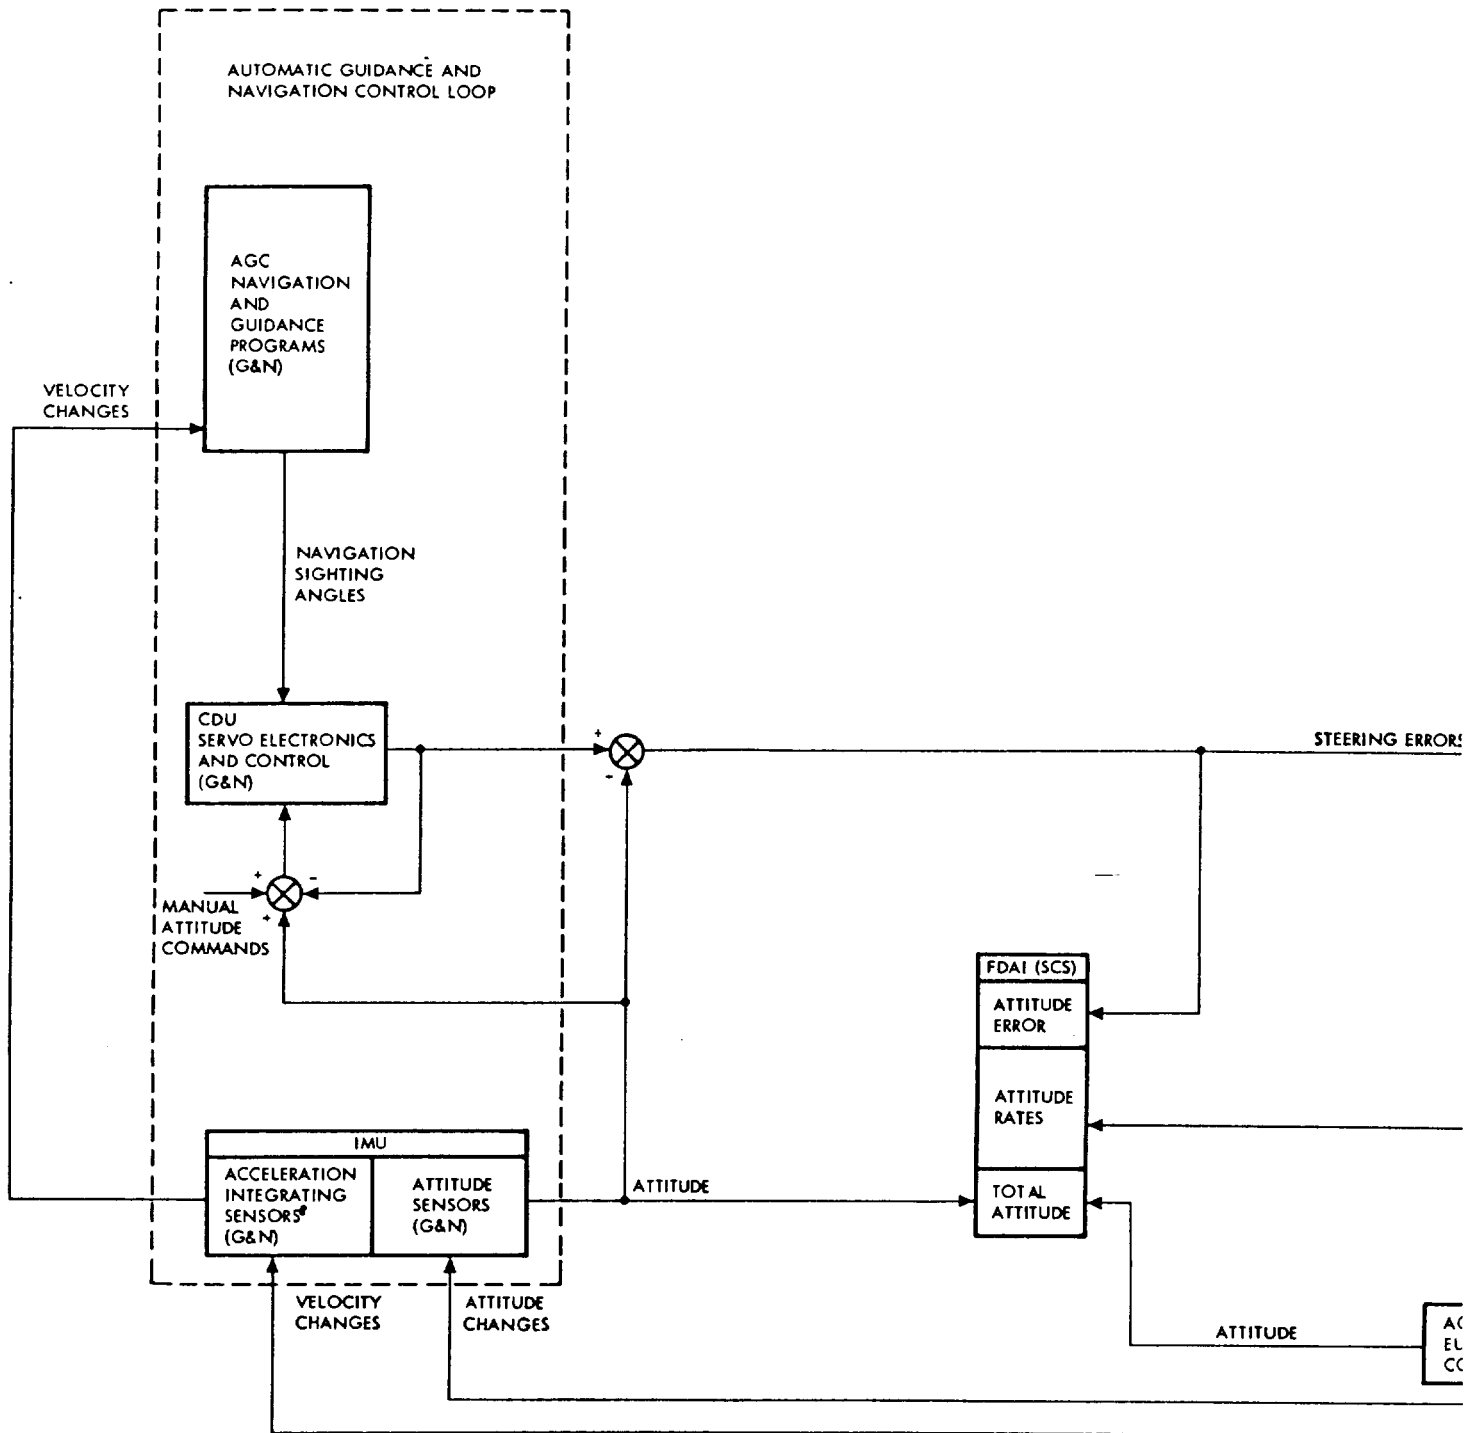 AUTOMATIC GUIDANCE AND
NAVIGATION CONTROL LOOP
AGC
NAVIGATION
AND
GUIDANCE
PROGRAMS
(G&N)
VELOCITY
CHANGES
NAVIGATION
SIGHTING
ANGLES
CDU
SERVO ELECTRONICS
AND CONTROL
(G&N)
+
-
STEERING ERRORS
+
-
+
MANUAL
ATTITUDE
COMMANDS
FDAI (SCS)
ATTITUDE
ERROR
ATTITUDE
RATES
TOTAL
ATTITUDE
IMU
ACCELERATION
INTEGRATING
SENSORS
(G&N)
ATTITUDE
SENSORS
(G&N)
ATTITUDE
VELOCITY
CHANGES
ATTITUDE
CHANGES
ATTITUDE